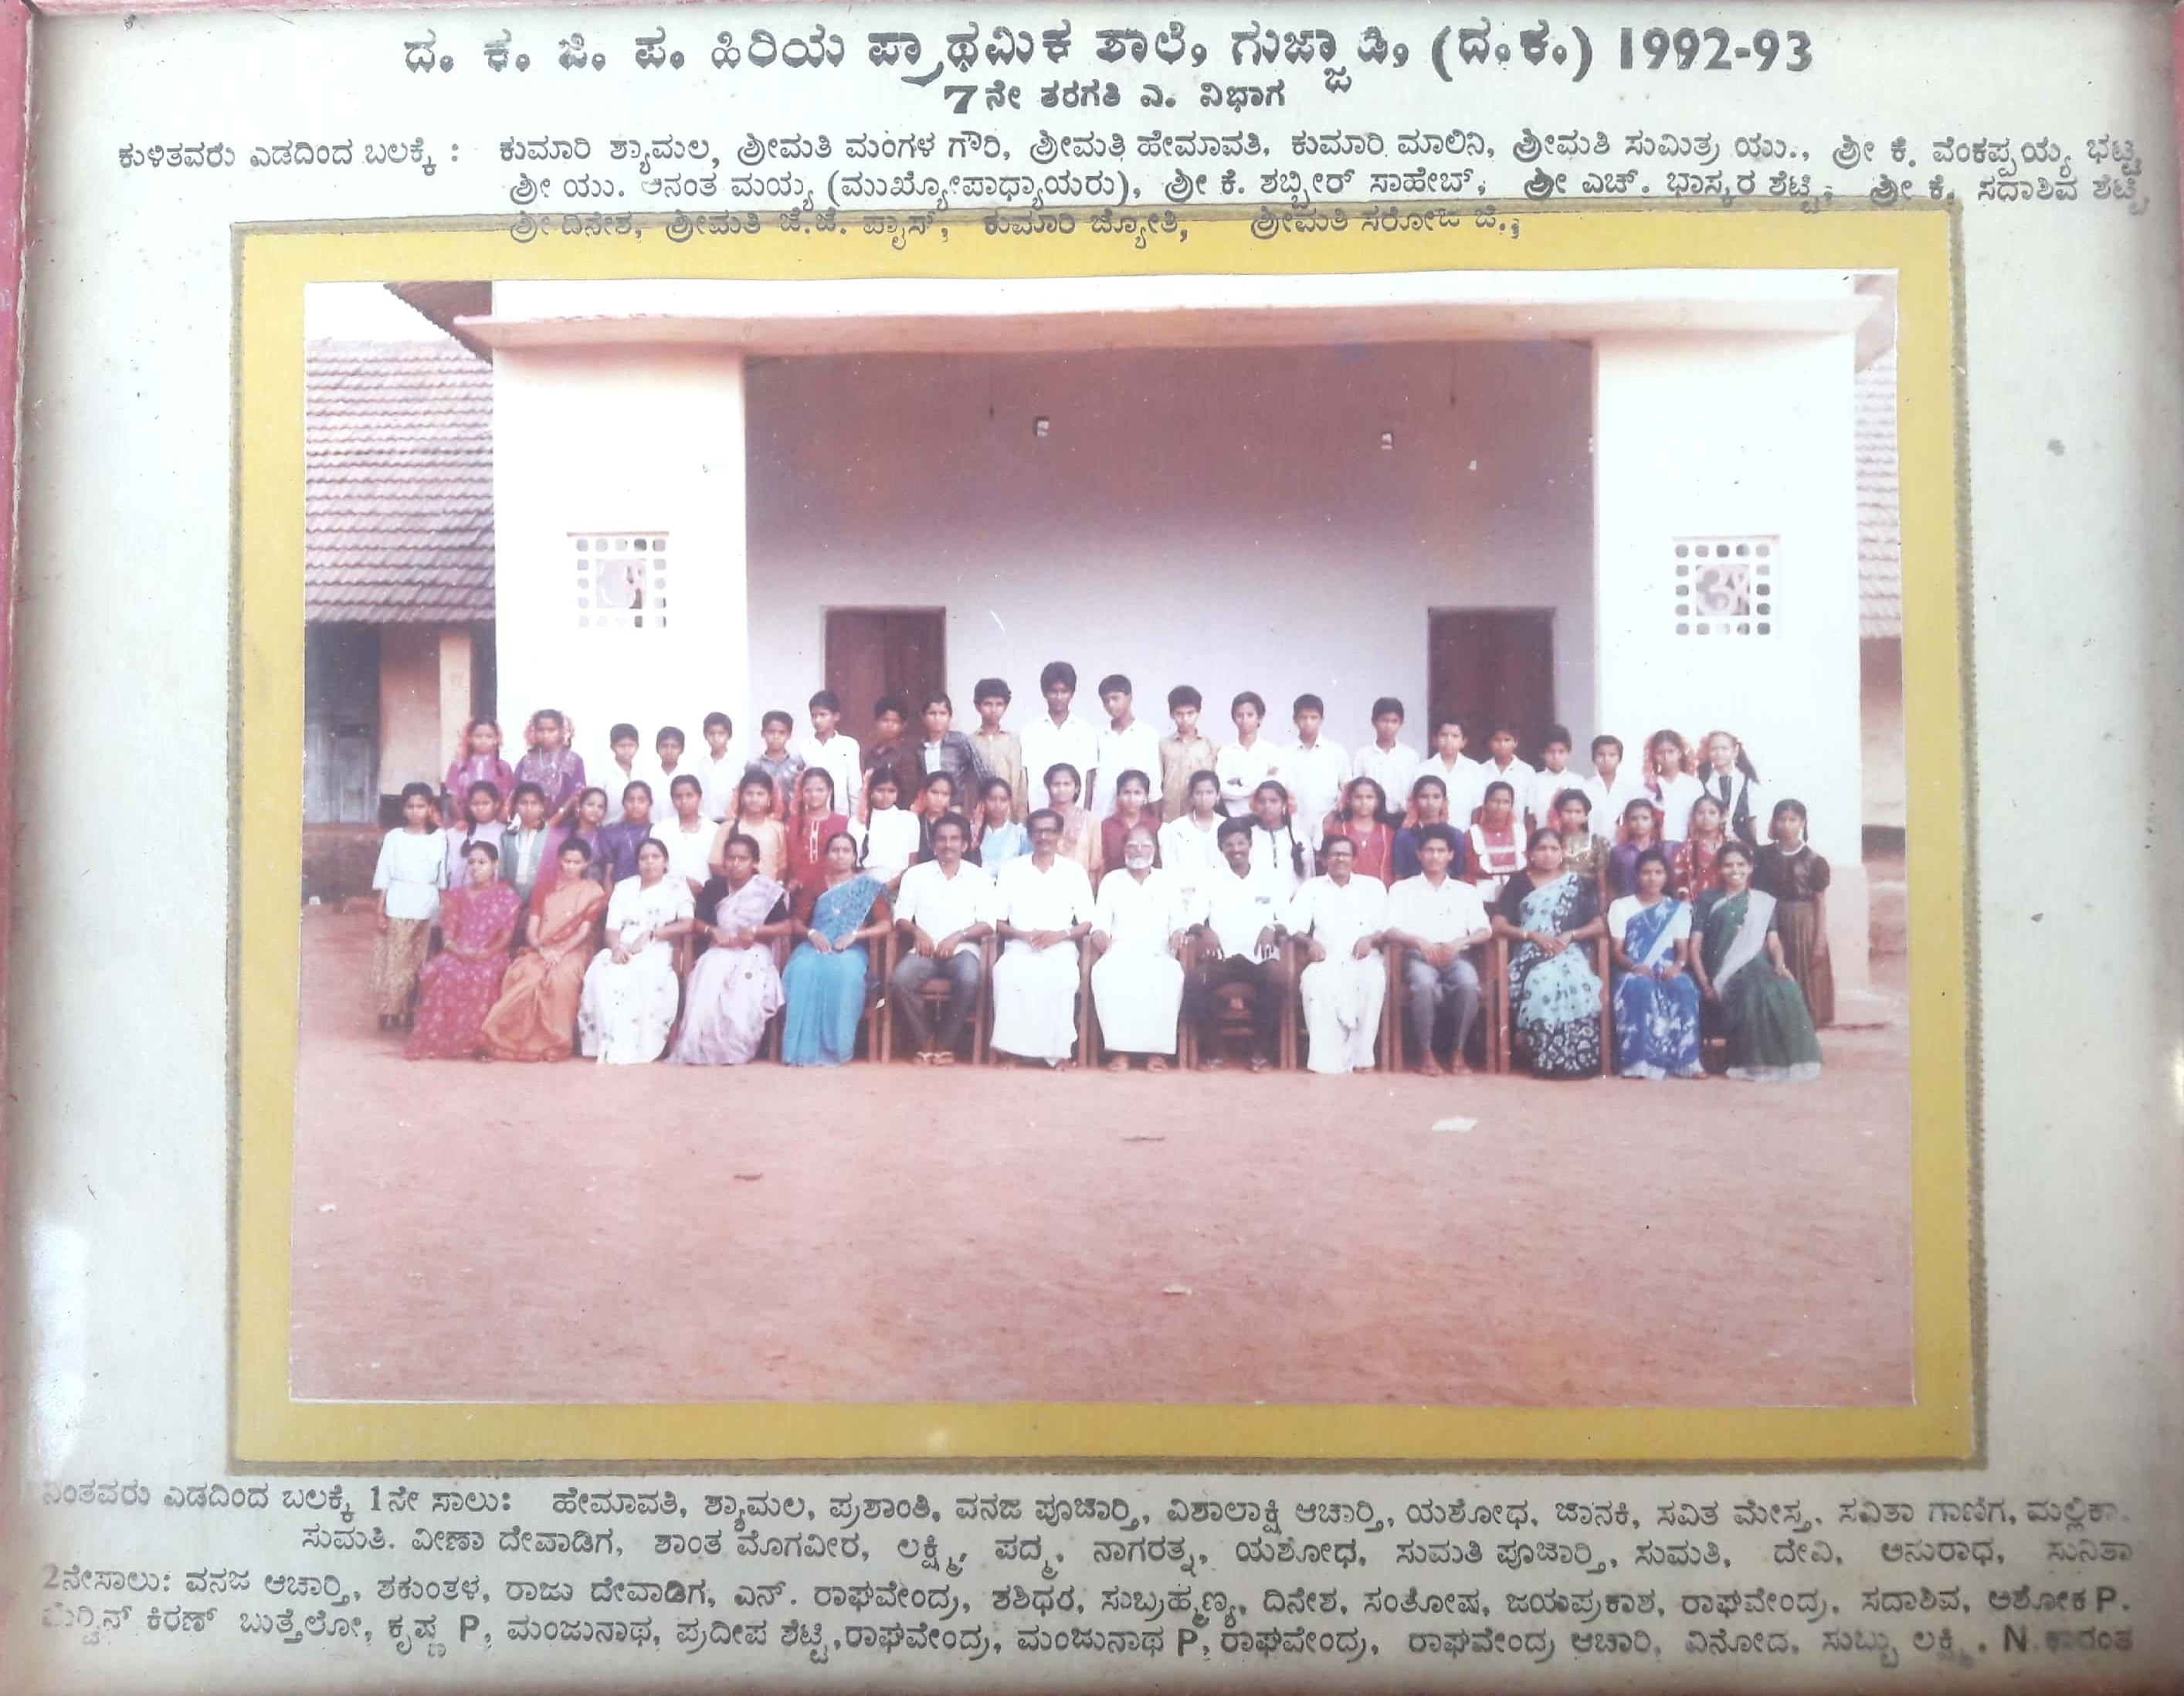 ದ. ಕ. ಜಿ. ಪ. ಹಿರಿಯ ಪ್ರಾಥಮಿಕ ಶಾಲೆ, ಗುಜ್ಜಾಡಿ, (ದ.ಕ.) 1992-93
7ನೇ ತರಗತಿ ಎ. ವಿಭಾಗ
ಕುಳಿತವರು ಎಡದಿಂದ ಬಲಕ್ಕೆ : ಕುಮಾರಿ ಶ್ಯಾಮಲ, ಶ್ರೀಮತಿ ಮಂಗಳ ಗೌರಿ, ಶ್ರೀಮತಿ ಹೇಮಾವತಿ, ಕುಮಾರಿ ಮಾಲಿನಿ, ಶ್ರೀಮತಿ ಸುಮಿತ್ರ ಯು., ಶ್ರೀ ಕೆ. ವೆಂಕಪ್ಪಯ್ಯ ಭಟ್ಟ
ಶ್ರೀ ಯು. ಅನಂತ ಮಯ್ಯ (ಮುಖ್ಯೋಪಾಧ್ಯಾಯರು), ಶ್ರೀ ಕೆ. ಶಬ್ಬೀರ್ ಸಾಹೇಬ್, ಶ್ರೀ ಎಚ್. ಭಾಸ್ಕರ ಶೆಟ್ಟಿ, ಶ್ರೀ ಕೆ. ಸದಾಶಿವ ಶೆಟ್ಟಿ
ಶ್ರೀ ದಿನೇಶ, ಶ್ರೀಮತಿ ಜೆ.ಜೆ. ಪ್ಲಾಸ್, ಕುಮಾರಿ ಜ್ಯೋತಿ, ಶ್ರೀಮತಿ ಸರೋಜ ಜಿ.,
ನಿಂತವರು ಎಡದಿಂದ ಬಲಕ್ಕೆ 1ನೇ ಸಾಲು: ಹೇಮಾವತಿ, ಶ್ಯಾಮಲ, ಪ್ರಶಾಂತಿ, ವನಜ ಪೂಜಾರ್ತಿ, ವಿಶಾಲಾಕ್ಷಿ ಆಚಾರ್ತಿ, ಯಶೋಧ, ಜಾನಕಿ, ಸವಿತ ಮೇಸ್ತ, ಸವಿತಾ ಗಾಣಿಗ, ಮಲ್ಲಿಕಾ.
ಸುಮತಿ. ವೀಣಾ ದೇವಾಡಿಗ, ಶಾಂತ ಮೊಗವೀರ, ಲಕ್ಷ್ಮಿ, ಪದ್ಮ, ನಾಗರತ್ನ, ಯಶೋಧ, ಸುಮತಿ ಪೂಜಾರ್ತಿ, ಸುಮತಿ, ದೇವಿ, ಅನುರಾಧ, ಸುನಿತಾ
2ನೇಸಾಲು: ವನಜ ಆಚಾರ್ತಿ, ಶಕುಂತಳ, ರಾಜು ದೇವಾಡಿಗ, ಎನ್. ರಾಘವೇಂದ್ರ, ಶಶಿಧರ, ಸುಬ್ರಹ್ಮಣ್ಯ, ದಿನೇಶ, ಸಂತೋಷ, ಜಯಪ್ರಕಾಶ, ರಾಘವೇಂದ್ರ, ಸದಾಶಿವ, ಅಶೋಕ P.
ಕಿರಣ್ ಬುತ್ತೆಲೋ, ಕೃಷ್ಣ P, ಮಂಜುನಾಥ, ಪ್ರದೀಪ ಶೆಟ್ಟಿ, ರಾಘವೇಂದ್ರ, ಮಂಜುನಾಥ P, ರಾಘವೇಂದ್ರ, ರಾಘವೇಂದ್ರ ಆಚಾರಿ, ವಿನೋದ, ಸುಬ್ಬು ಲಕ್ಷ್ಮಿ, N ಕಾರಂತ